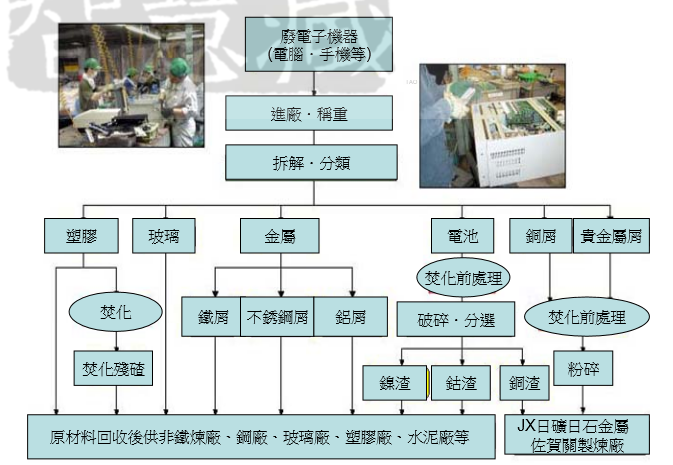 智慧藏
廢電子機器
(電腦．手機等)
進廠．稱重
拆解．分類
塑膠
玻璃
金屬
電池
銅屑
貴金屬屑
焚化前處理
焚化
鐵屑
不銹鋼屑
鋁屑
破碎．分選
焚化前處理
焚化殘碴
鎳渣
鈷渣
銅渣
粉碎
原材料回收後供非鐵煉廠、鋼廠、玻璃廠、塑膠廠、水泥廠等
JX日礦日石金屬
佐賀關製煉廠